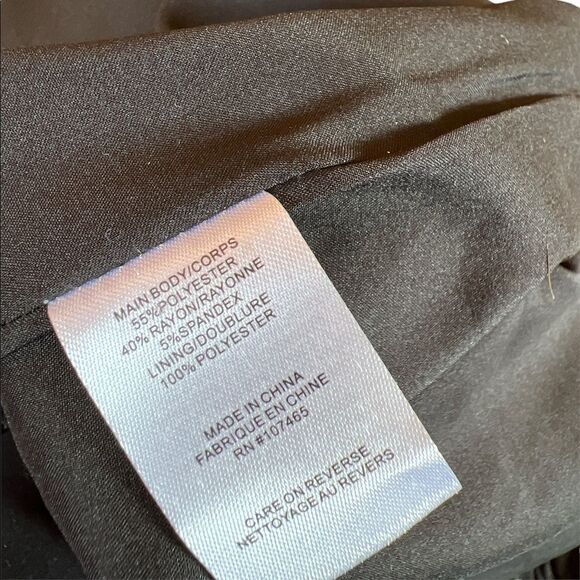 MAIN BODY/CORPS
55%POLYESTER
40% RAYON/RAYONNE
5%SPANDEX
LINING/DOUBLURE
100% POLYESTER
MADE IN CHINA
FABRIQUE EN CHINE
RN #107465
CARE ON REVERSE
NETTOYAGE AU REVERS